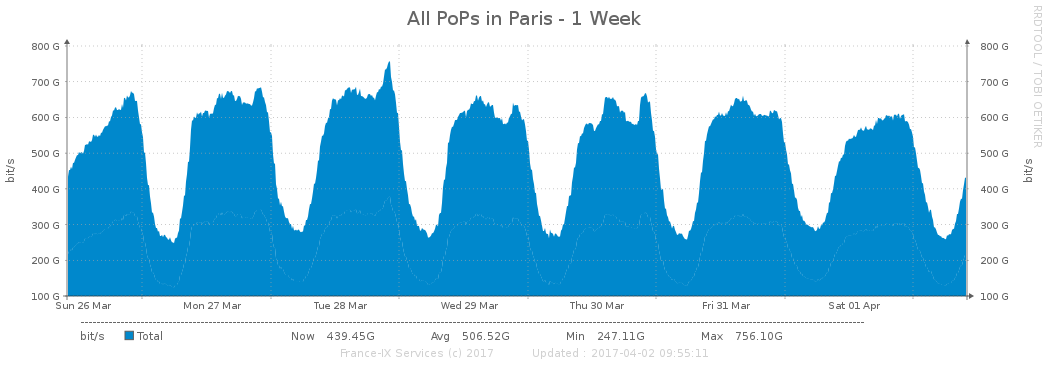 All PoPs in Paris - 1 Week
RRDTOOL / TOBI OETIKER
bit/s
800 G 800 G
700 G 700 G
600 G 600 G
500 G 500 G
400 G 400 G
300 G 300 G
200 G 200 G
100 G 100 G
bit/s
Sun 26 Mar Mon 27 Mar Tue 28 Mar Wed 29 Mar Thu 30 Mar Fri 31 Mar Sat 01 Apr
bit/s Total Now 439.45G Avg 506.52G Min 247.11G Max 756.10G
France-IX Services (c) 2017 Updated : 2017-04-02 09:55:11